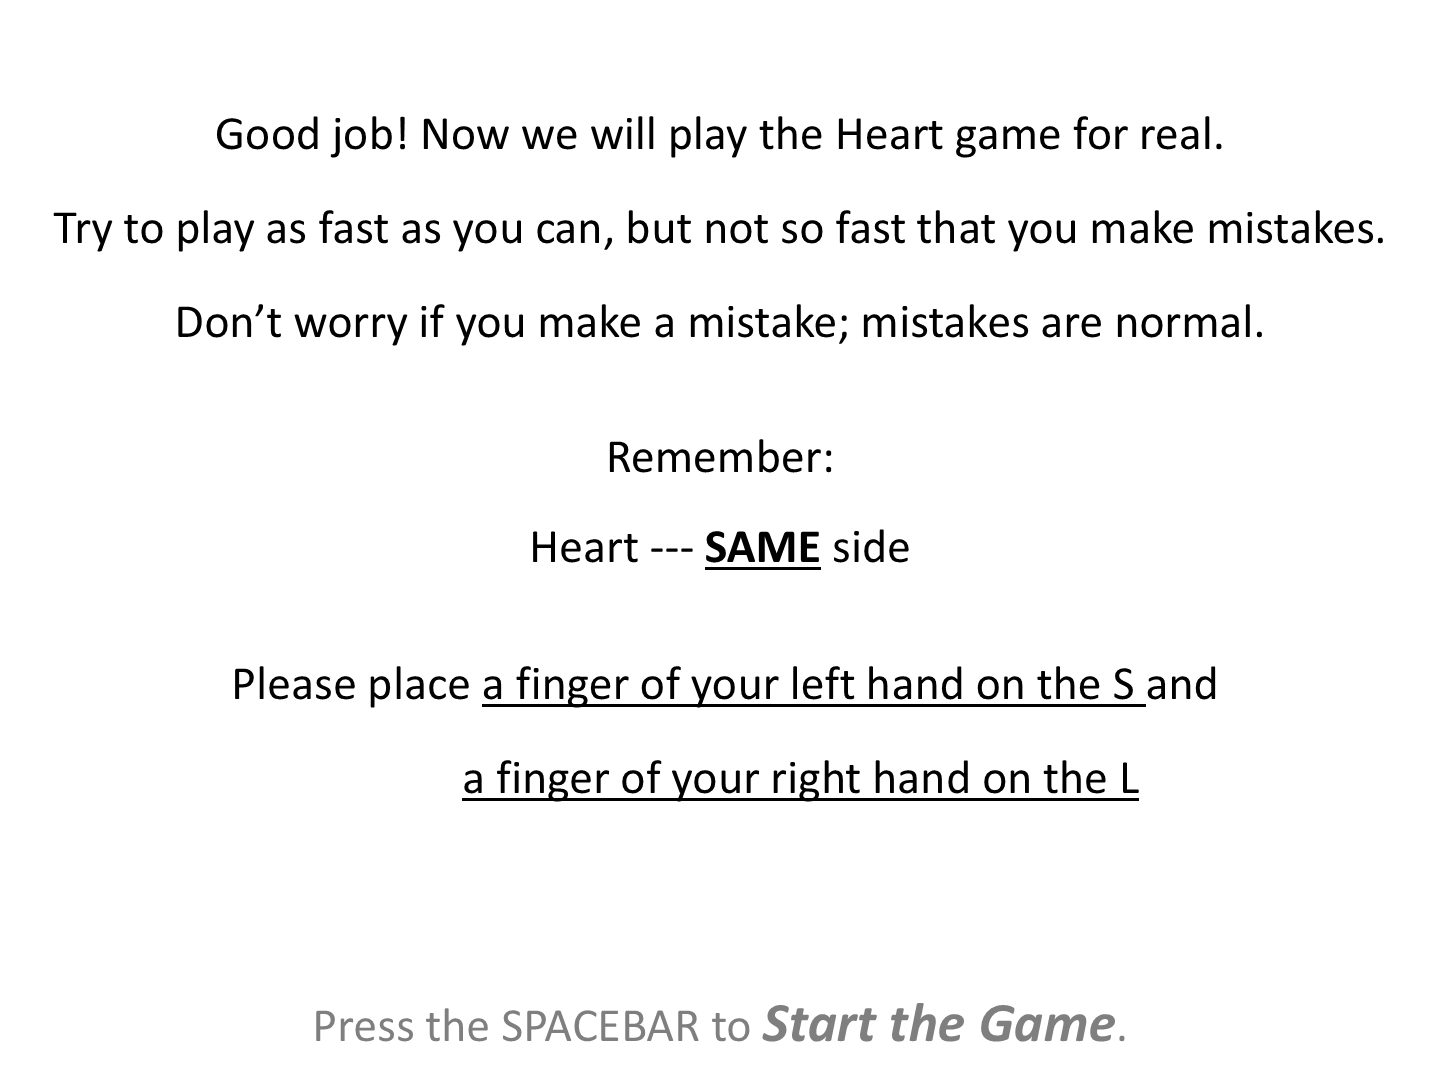 Good job! Now we will play the Heart game for real.
Try to play as fast as you can, but not so fast that you make mistakes.
Don’t worry if you make a mistake; mistakes are normal.
Remember:
Heart --- SAME side
Please place a finger of your left hand on the S and
a finger of your right hand on the L
Press the SPACEBAR to Start the Game.